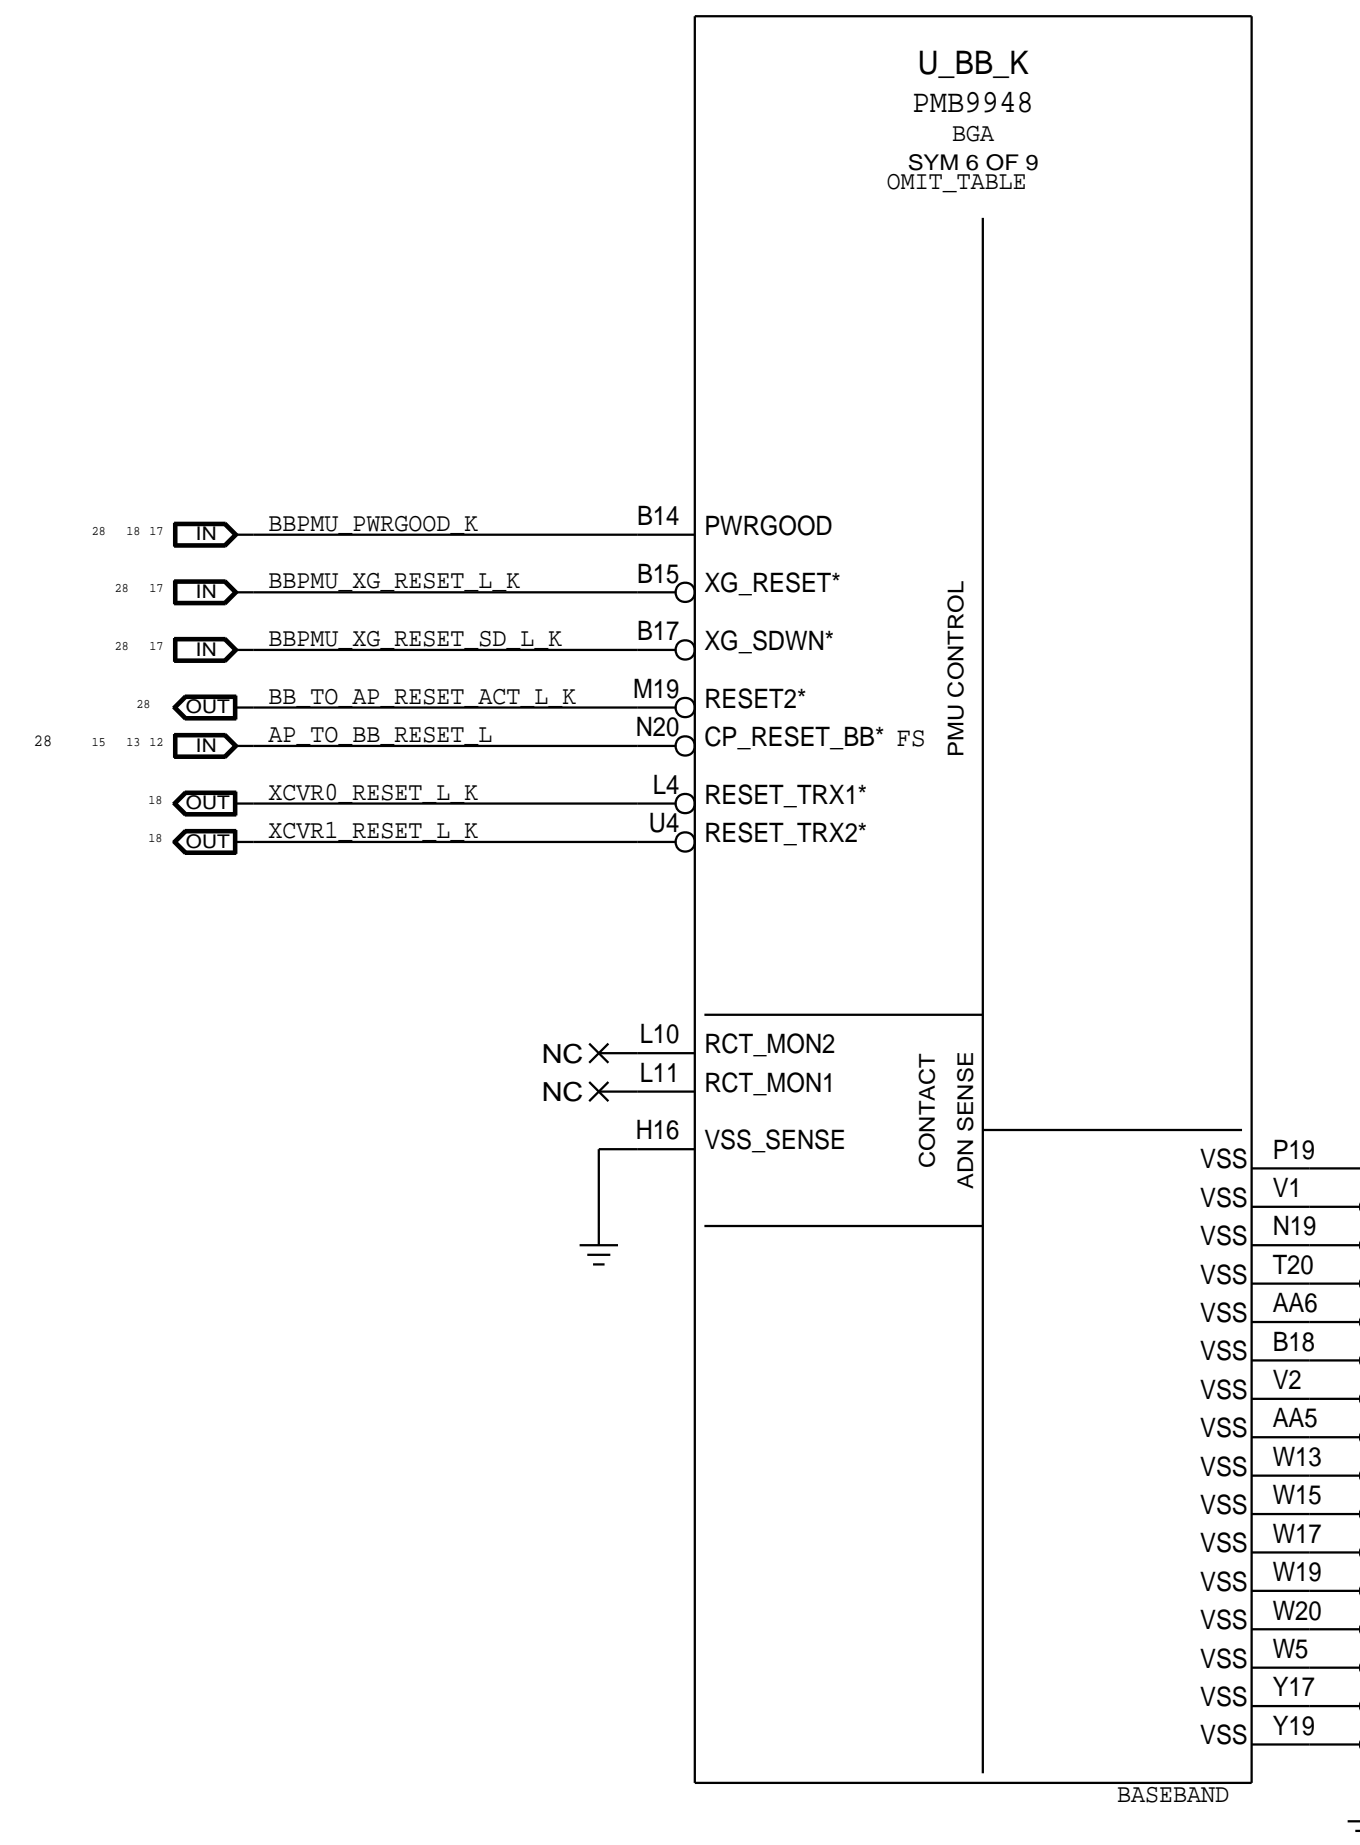 U_BB_K
PMB9948
BGA
SYM 6 OF 9
OMIT_TABLE
28 18 17 IN BBPMU_PWRGOOD_K B14 PWRGOOD
28 17 IN BBPMU_XG_RESET_L_K B15 XG_RESET*
28 17 IN BBPMU_XG_RESET_SD_L_K B17 XG_SDWN*
28 OUT BB_TO_AP_RESET_ACT_L_K M19 RESET2*
28 15 13 12 IN AP_TO_BB_RESET_L N20 CP_RESET_BB* FS
18 OUT XCVR0_RESET_L_K L4 RESET_TRX1*
18 OUT XCVR1_RESET_L_K U4 RESET_TRX2*
PMU CONTROL
NC L10 RCT_MON2
NC L11 RCT_MON1
H16 VSS_SENSE
CONTACT
ADN SENSE
VSS P19
VSS V1
VSS N19
VSS T20
VSS AA6
VSS B18
VSS V2
VSS AA5
VSS W13
VSS W15
VSS W17
VSS W19
VSS W20
VSS W5
VSS Y17
VSS Y19
BASEBAND